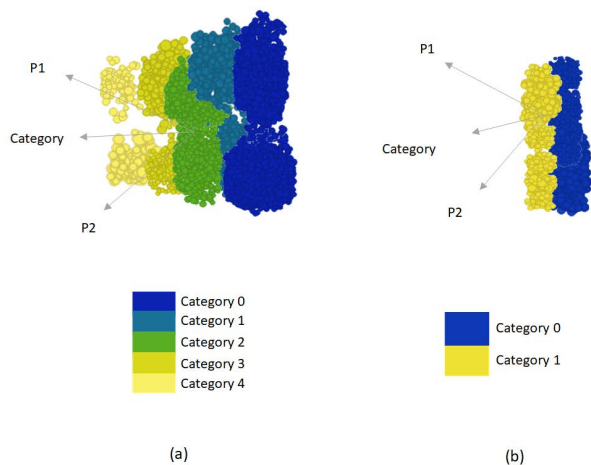 P1
Category
P2
Category 0
Category 1
Category 2
Category 3
Category 4
(a)
P1
Category
P2
Category 0
Category 1
(b)